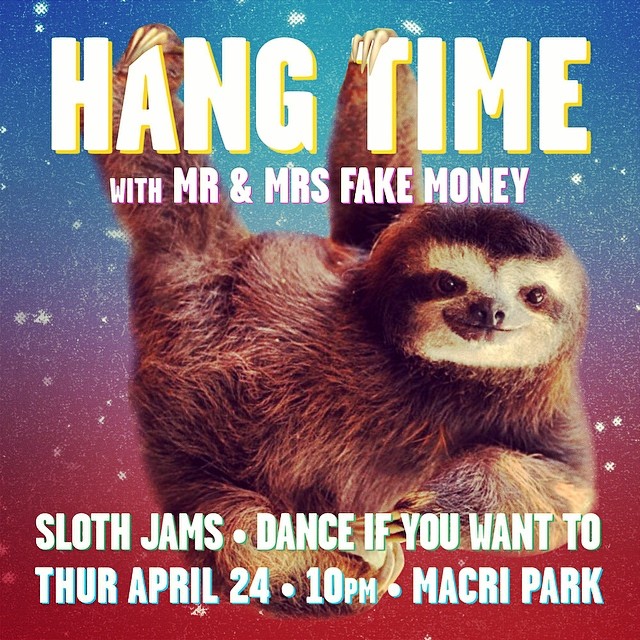 HANG TIME
WITH MR & MRS FAKE MONEY
SLOTH JAMS • DANCE IF YOU WANT TO
THUR APRIL 24 • 10PM • MACRI PARK